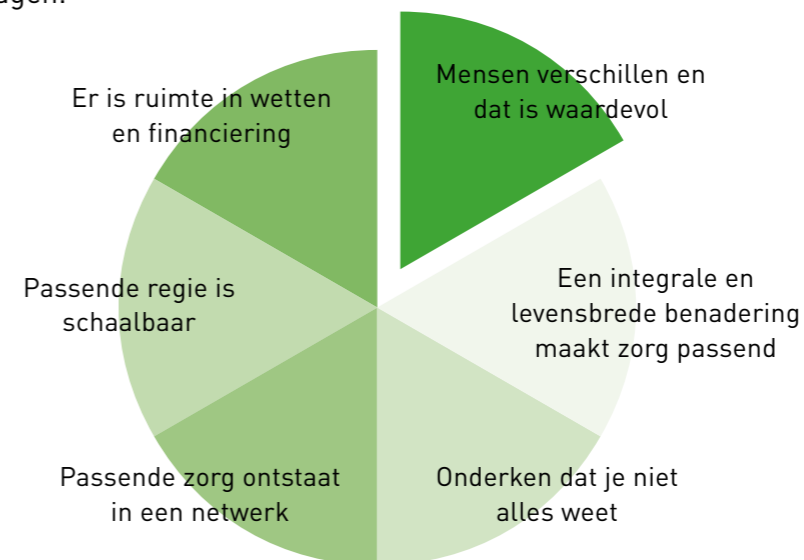 Mensen verschillen en
dat is waardevol
Een integrale en
levensbrede benadering
maakt zorg passend
Onderken dat je niet
alles weet
Passende zorg ontstaat
in een netwerk
Passende regie is
schaalbaar
Er is ruimte in wetten
en financiering